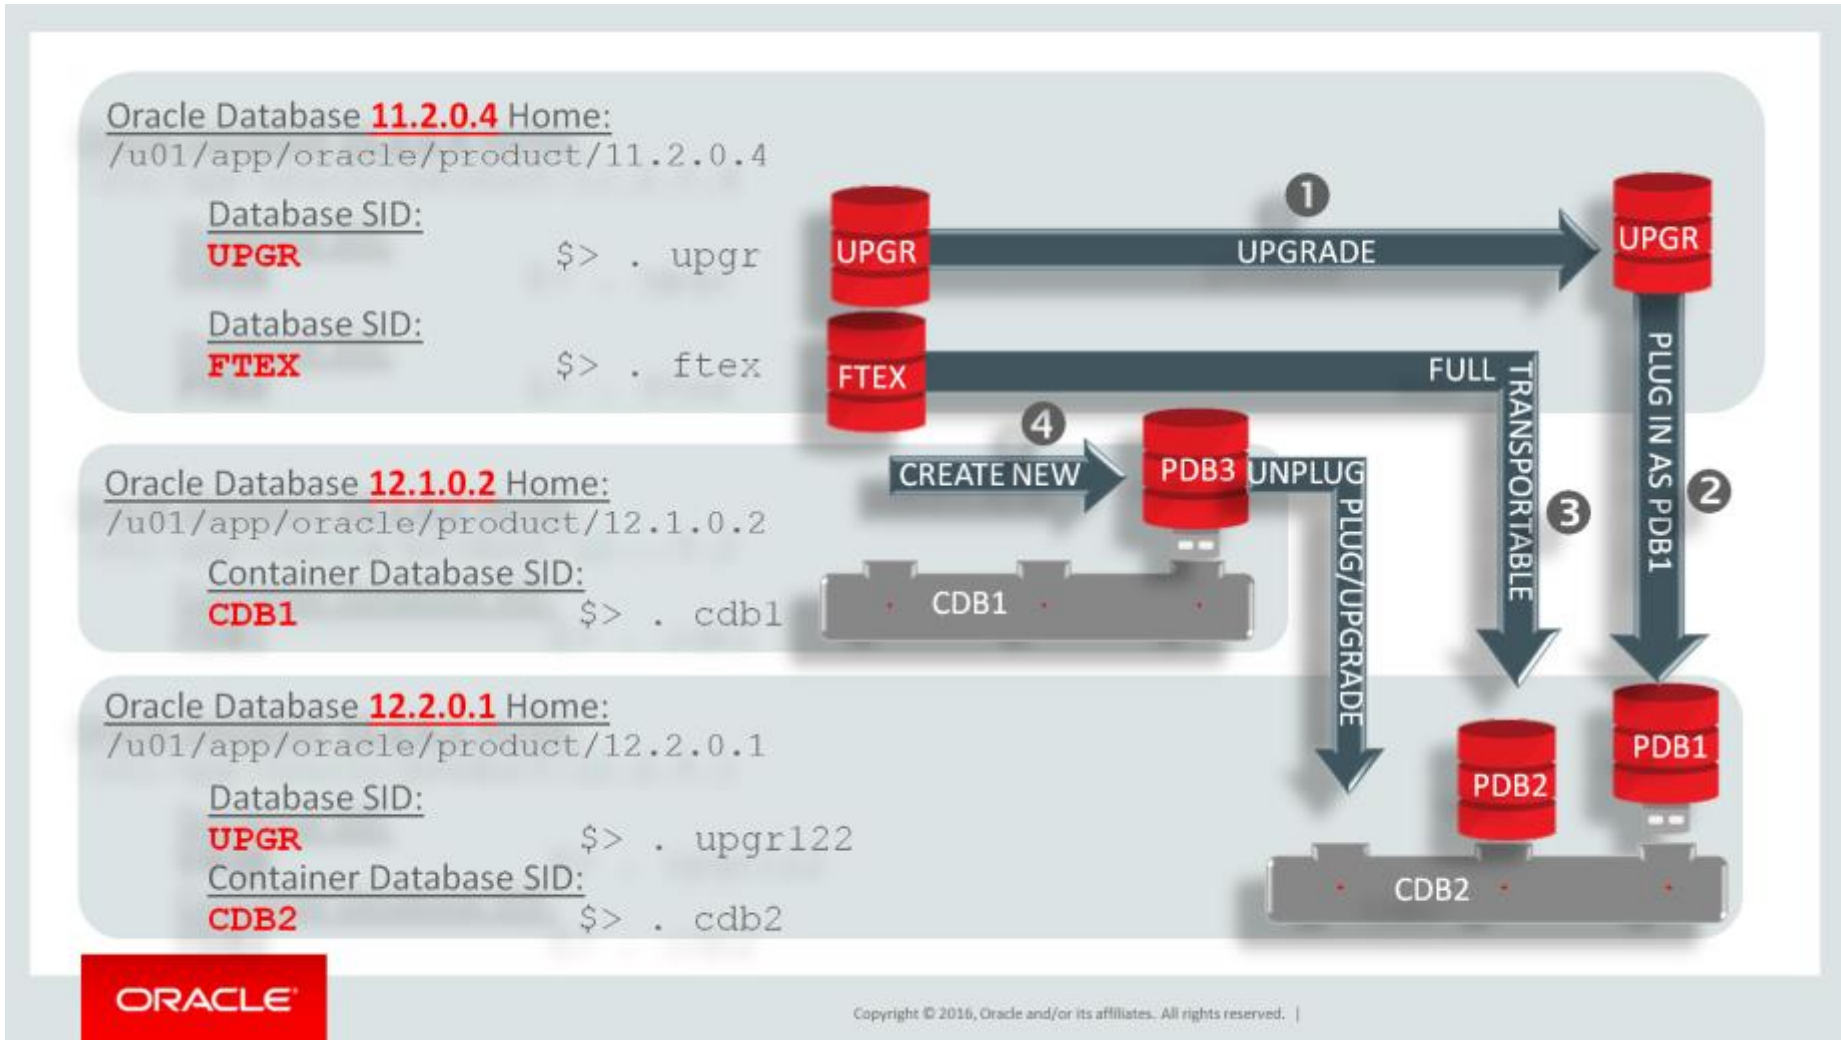 Oracle Database 11.2.0.4 Home:
/u01/app/oracle/product/11.2.0.4
Database SID:
UPGR $> . upgr
Database SID:
FTEX $> . ftex
Oracle Database 12.1.0.2 Home:
/u01/app/oracle/product/12.1.0.2
Container Database SID:
CDB1 $> . cdb1
Oracle Database 12.2.0.1 Home:
/u01/app/oracle/product/12.2.0.1
Database SID:
UPGR $> . upgr122
Container Database SID:
CDB2 $> . cdb2
UPGR
1
UPGRADE
UPGR
FTEX
FULL
TRANSPORTABLE
3
PLUG IN AS PDB1
2
4
CREATE NEW
PDB3
UNPLUG
PLUG/UPGRADE
CDB1
PDB2
PDB1
CDB2
ORACLE®
Copyright © 2016, Oracle and/or its affiliates. All rights reserved. |